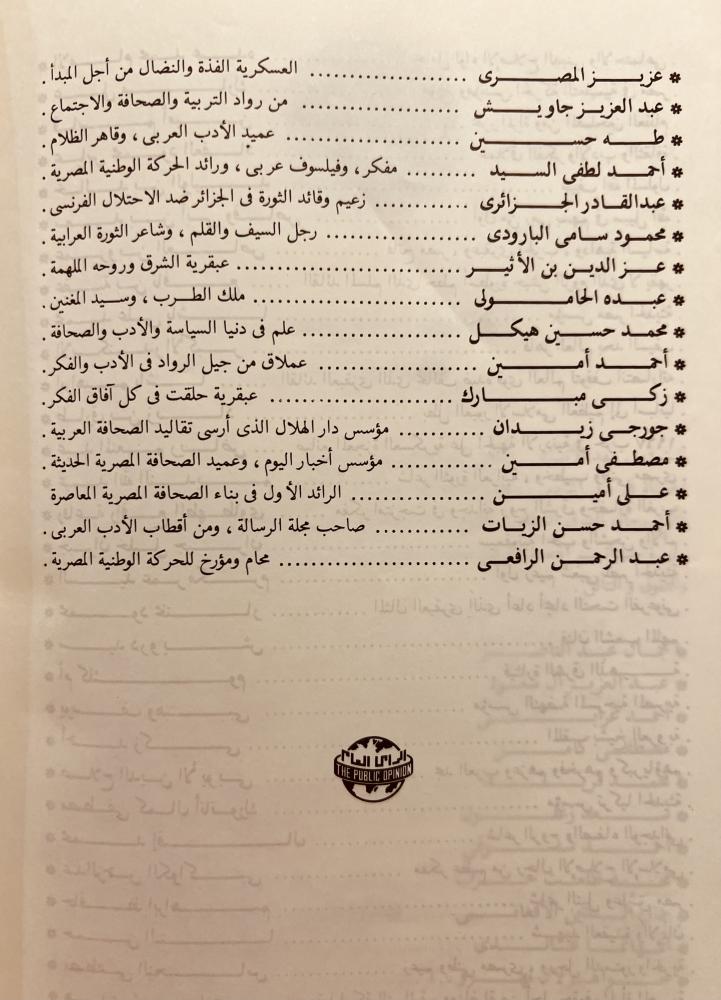 * عزيز المصرى .................... العسكرية الفذة والنضال من أجل المبدأ .
* عبد العزيز جاويش .................... من رواد التربية والصحافة والاجتماع .
* طه حسين .................... عميد الأدب العربى ، وقاهر الظلام .
* أحمد لطفى السيد ......... مفكر ، وفيلسوف عربى ، ورائد الحركة الوطنية المصرية .
* عبد القادر الجزائرى ............. زعيم وقائد الثورة فى الجزائر ضد الاحتلال الفرنسى .
* محمود سامى البارودى .................... رجل السيف والقلم ، وشاعر الثورة العرابية .
* عز الدين بن الأثير .............................. عبقرية الشرق وروحه الملهمة .
* عبده الحامولى .......................... ملك الطرب ، وسيد المغنين .
* محمد حسين هيكل .................... علم فى دنيا السياسة والأدب والصحافة .
* أحمد أمين .................... عملاق من جيل الرواد فى الأدب والفكر .
* زكى مبارك .......................... عبقرية حلقت فى كل آفاق الفكر .
* جورجى زيدان .......... مؤسس دار الهلال الذى أرسى تقاليد الصحافة العربية .
* مصطفى أمين ............ مؤسس أخبار اليوم ، وعميد الصحافة المصرية الحديثة .
* على أمين ................. الرائد الأول فى بناء الصحافة المصرية المعاصرة
* أحمد حسن الزيات ............ صاحب مجلة الرسالة ، ومن أقطاب الأدب العربى .
* عبد الرحمن الرافعى ......................... محام ومؤرخ للحركة الوطنية المصرية .
الرأى العام
THE PUBLIC OPINION